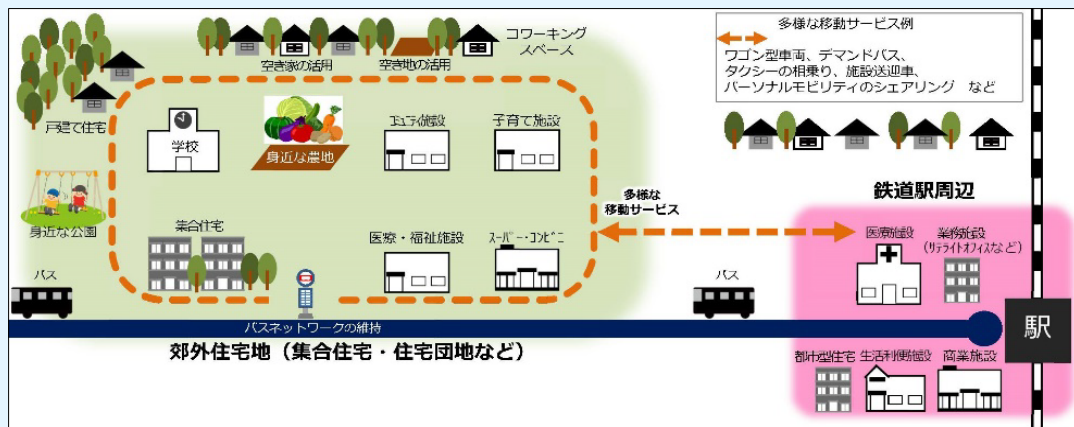 コワーキング
スペース
空き家の活用
空き地の活用
戸建て住宅
学校
身近な農地
コミュニティ施設
子育て施設
身近な公園
集合住宅
医療・福祉施設
スーパー・コンビニ
バス
バスネットワークの維持
郊外住宅地（集合住宅・住宅団地など）
多様な
移動サービス
多様な移動サービス例
ワゴン型車両、デマンドバス、
タクシーの相乗り、施設送迎車、
パーソナルモビリティのシェアリング など
鉄道駅周辺
医療施設
業務施設
(サテライトオフィスなど)
バス
駅
都市型住宅
生活利便施設
商業施設